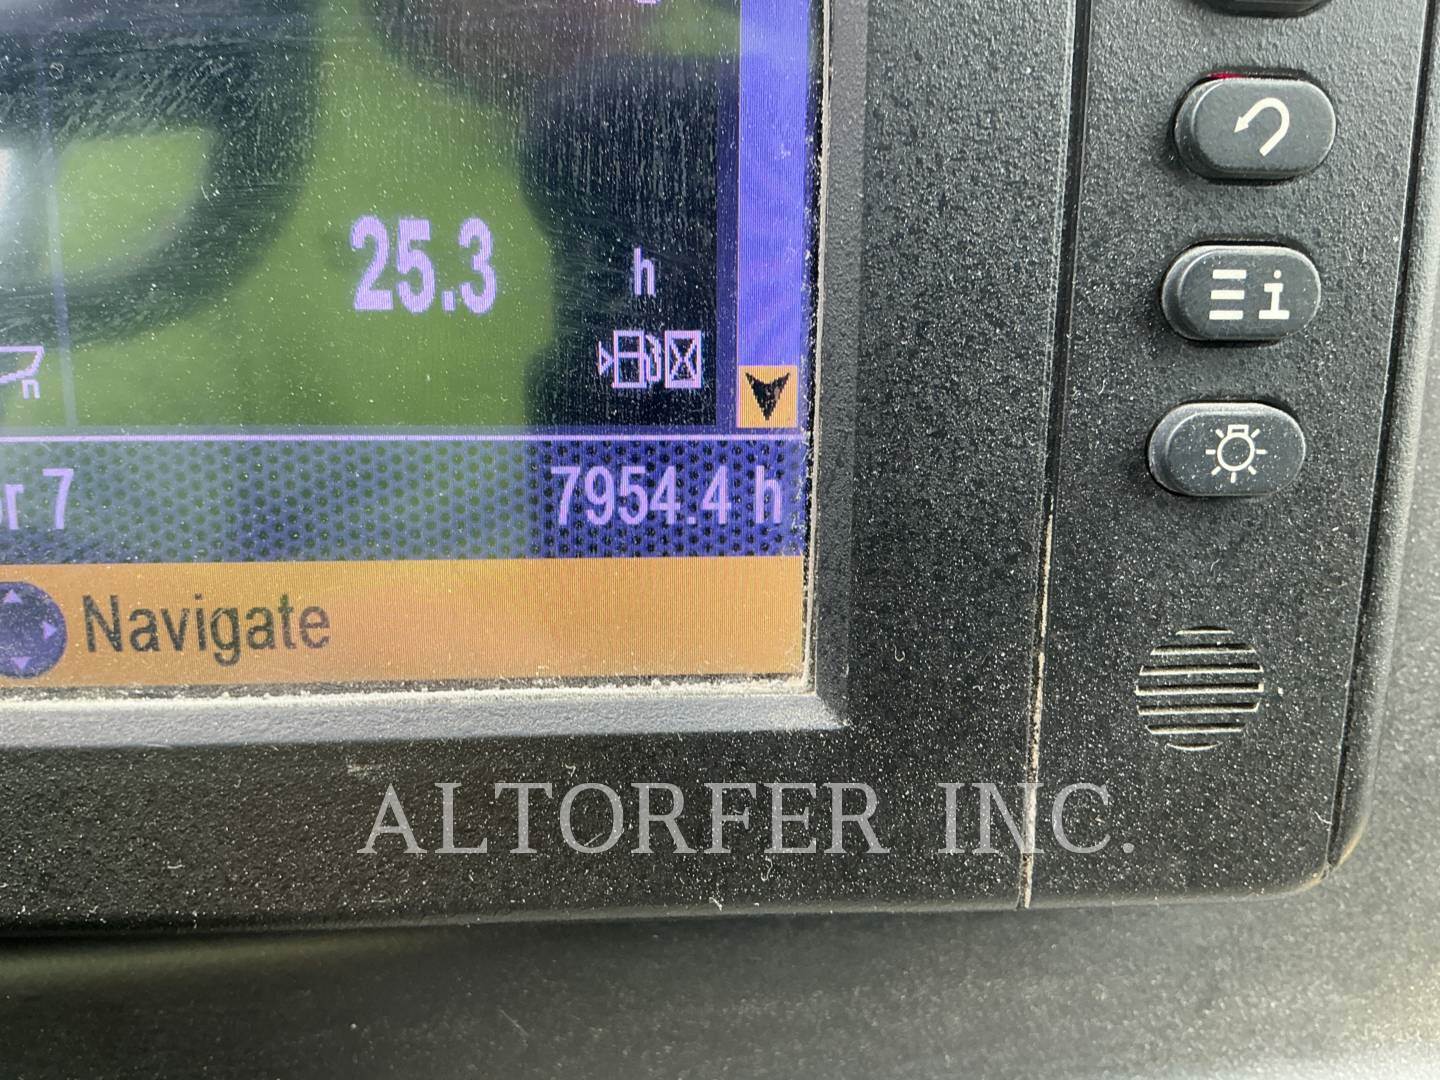 25.3 h
n
7 7954.4 h
Navigate
i
ALTORFER INC.